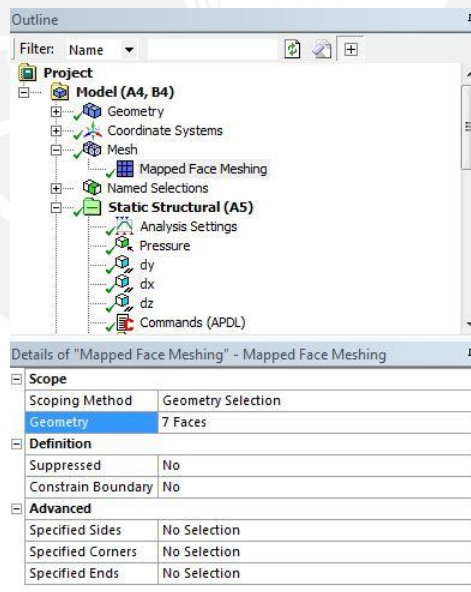 Outline
Filter: Name
Project
Model (A4, B4)
Geometry
Coordinate Systems
Mesh
Mapped Face Meshing
Named Selections
Static Structural (A5)
Analysis Settings
Pressure
dy
dx
dz
Commands (APDL)
Details of "Mapped Face Meshing" - Mapped Face Meshing
Scope
Scoping Method Geometry Selection
Geometry 7 Faces
Definition
Suppressed No
Constrain Boundary No
Advanced
Specified Sides No Selection
Specified Corners No Selection
Specified Ends No Selection